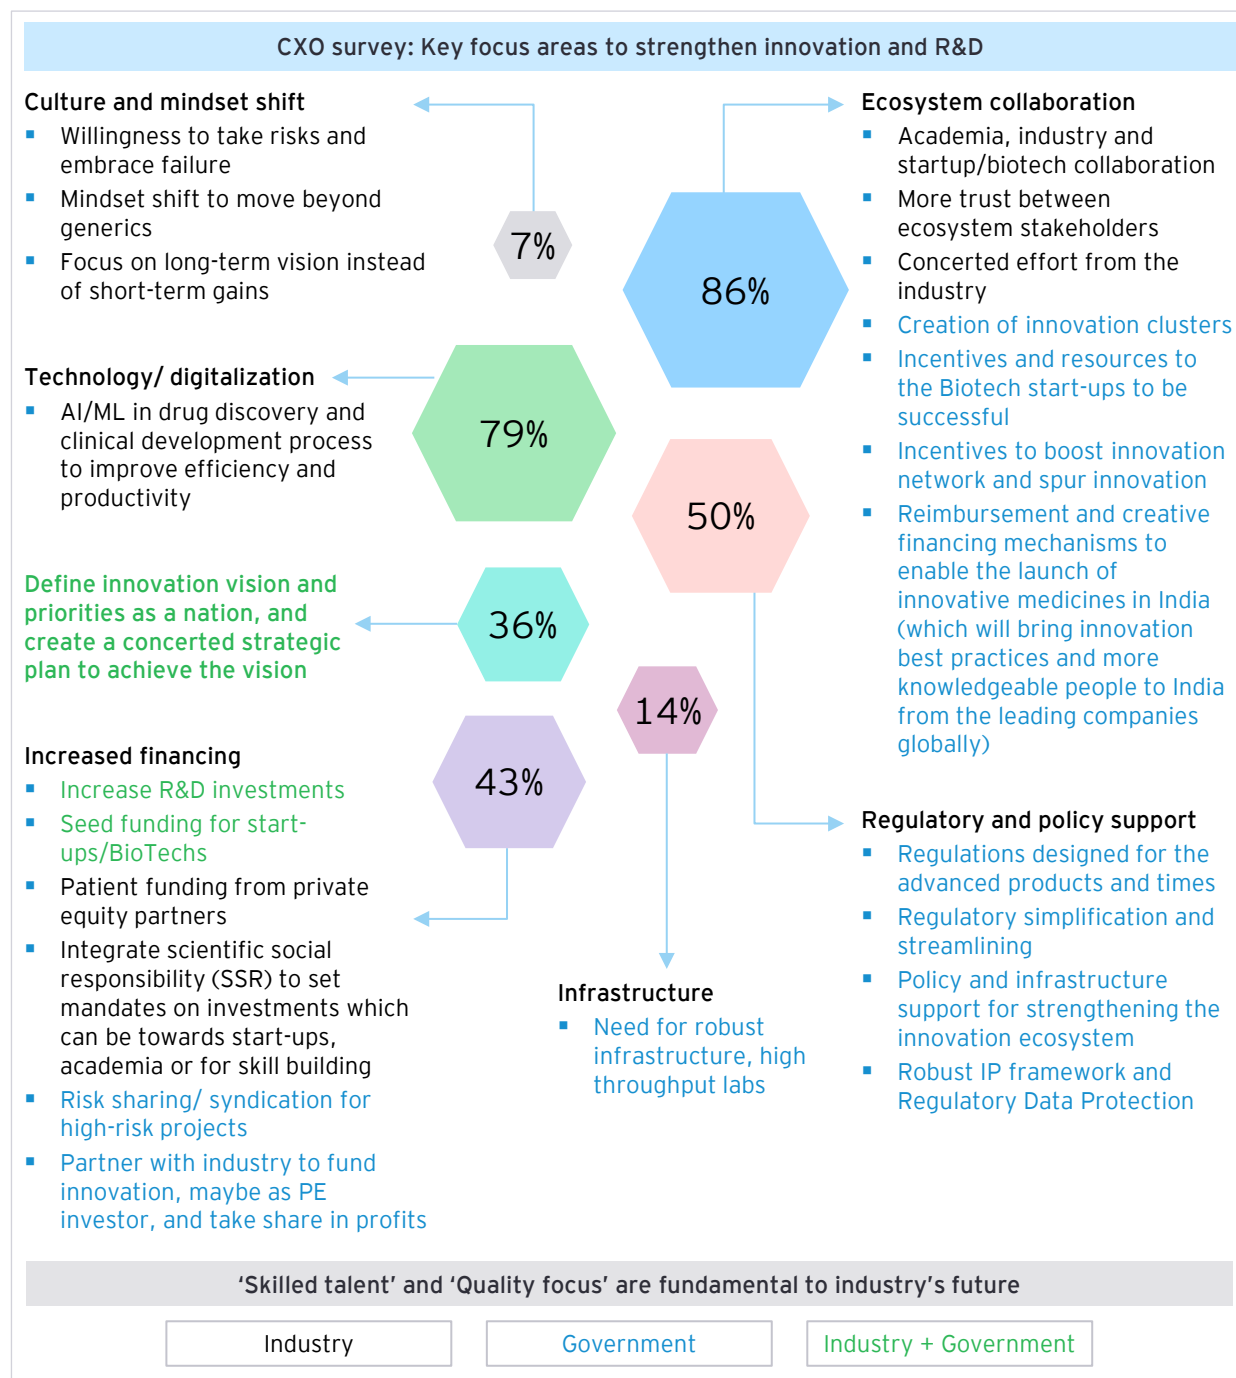 CXO survey: Key focus areas to strengthen innovation and R&D
Culture and mindset shift
▪ Willingness to take risks and
embrace failure
▪ Mindset shift to move beyond
generics
▪ Focus on long-term vision instead
of short-term gains
7%
Technology/ digitalization
▪ AI/ML in drug discovery and
clinical development process
to improve efficiency and
productivity
79%
Define innovation vision and
priorities as a nation, and
create a concerted strategic
plan to achieve the vision
36%
Increased financing
▪ Increase R&D investments
▪ Seed funding for start-
ups/BioTechs
▪ Patient funding from private
equity partners
▪ Integrate scientific social
responsibility (SSR) to set
mandates on investments which
can be towards start-ups,
academia or for skill building
▪ Risk sharing/ syndication for
high-risk projects
▪ Partner with industry to fund
innovation, maybe as PE
investor, and take share in profits
43%
86%
Ecosystem collaboration
▪ Academia, industry and
startup/biotech collaboration
▪ More trust between
ecosystem stakeholders
▪ Concerted effort from the
industry
▪ Creation of innovation clusters
▪ Incentives and resources to
the Biotech start-ups to be
successful
▪ Incentives to boost innovation
network and spur innovation
▪ Reimbursement and creative
financing mechanisms to
enable the launch of
innovative medicines in India
(which will bring innovation
best practices and more
knowledgeable people to India
from the leading companies
globally)
50%
Regulatory and policy support
▪ Regulations designed for the
advanced products and times
▪ Regulatory simplification and
streamlining
▪ Policy and infrastructure
support for strengthening the
innovation ecosystem
▪ Robust IP framework and
Regulatory Data Protection
14%
Infrastructure
▪ Need for robust
infrastructure, high
throughput labs
‘Skilled talent’ and ‘Quality focus’ are fundamental to industry’s future
Industry
Government
Industry + Government